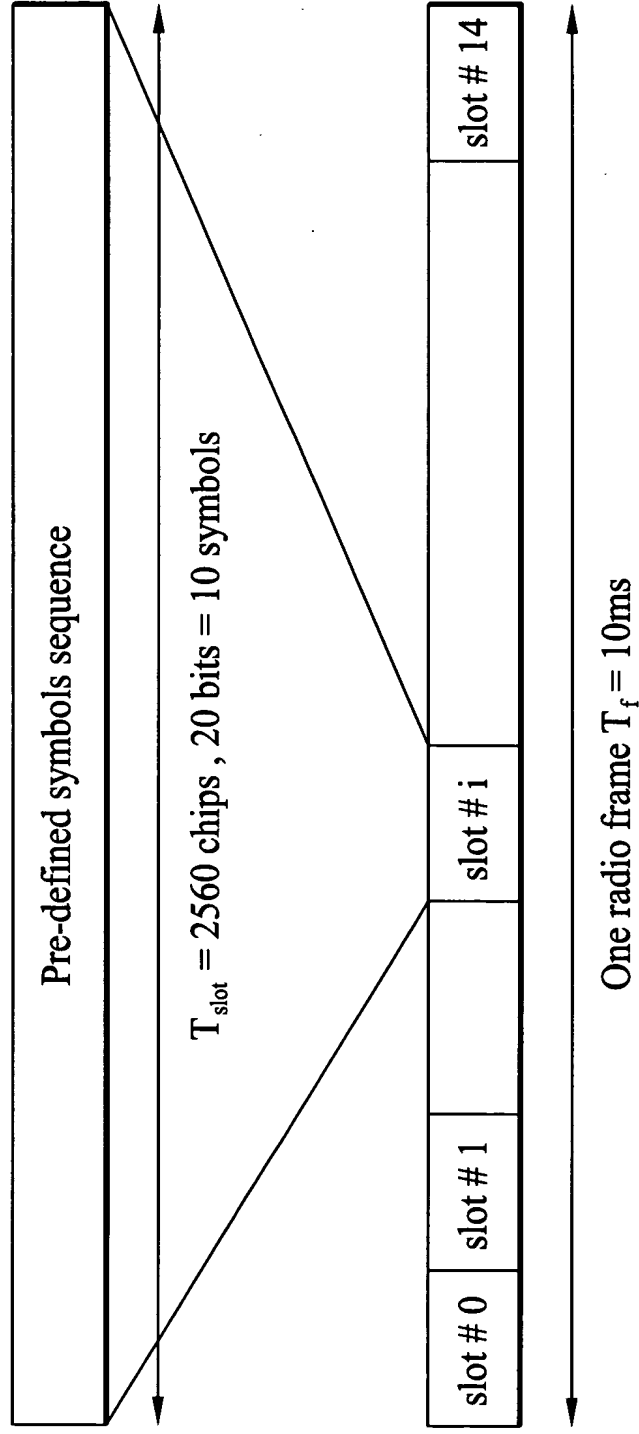 Pre-defined symbols sequence
T_slot = 2560 chips , 20 bits = 10 symbols
slot # 0
slot # 1
slot # i
slot # 14
One radio frame T_f = 10ms